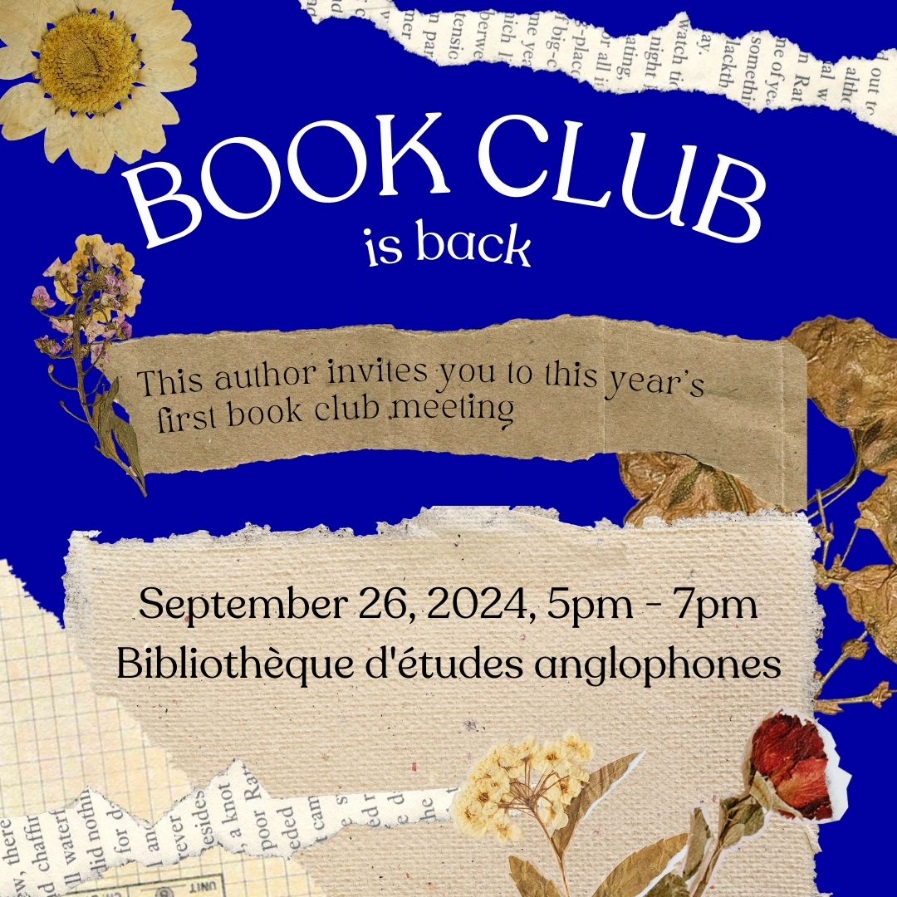 BOOK CLUB
is back
This author invites you to this year's
first book club meeting
September 26, 2024, 5pm - 7pm
Bibliothèque d'études anglophones